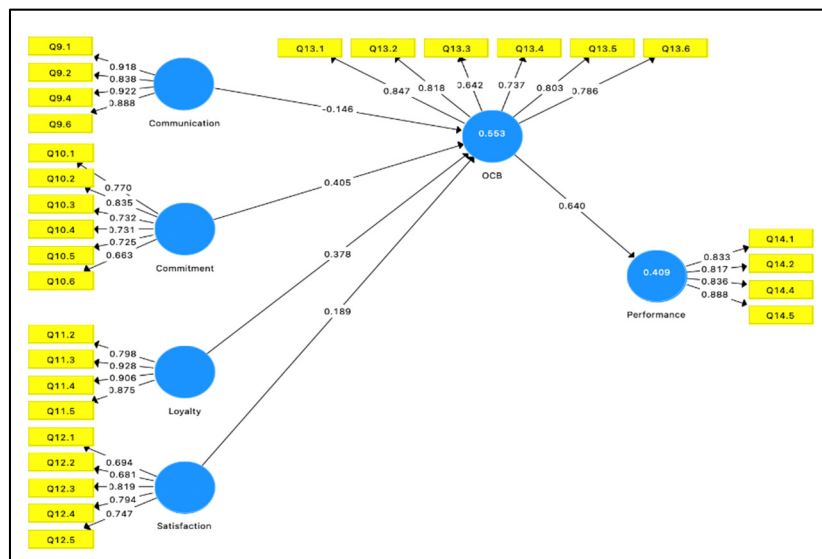 Q9.1
Q9.2
Q9.4
Q9.6
0.918
0.838
0.922
0.888
Communication
Q10.1
Q10.2
Q10.3
Q10.4
Q10.5
Q10.6
0.770
0.835
0.732
0.731
0.725
0.663
Commitment
Q11.2
Q11.3
Q11.4
Q11.5
0.798
0.928
0.906
0.875
Loyalty
Q12.1
Q12.2
Q12.3
Q12.4
Q12.5
0.694
0.681
0.819
0.794
0.747
Satisfaction
-0.146
0.405
0.378
0.189
Q13.1 Q13.2 Q13.3 Q13.4 Q13.5 Q13.6
0.847 0.818 0.642 0.737 0.803 0.786
0.553
OCB
0.640
0.409
Performance
0.833
0.817
0.836
0.888
Q14.1
Q14.2
Q14.4
Q14.5